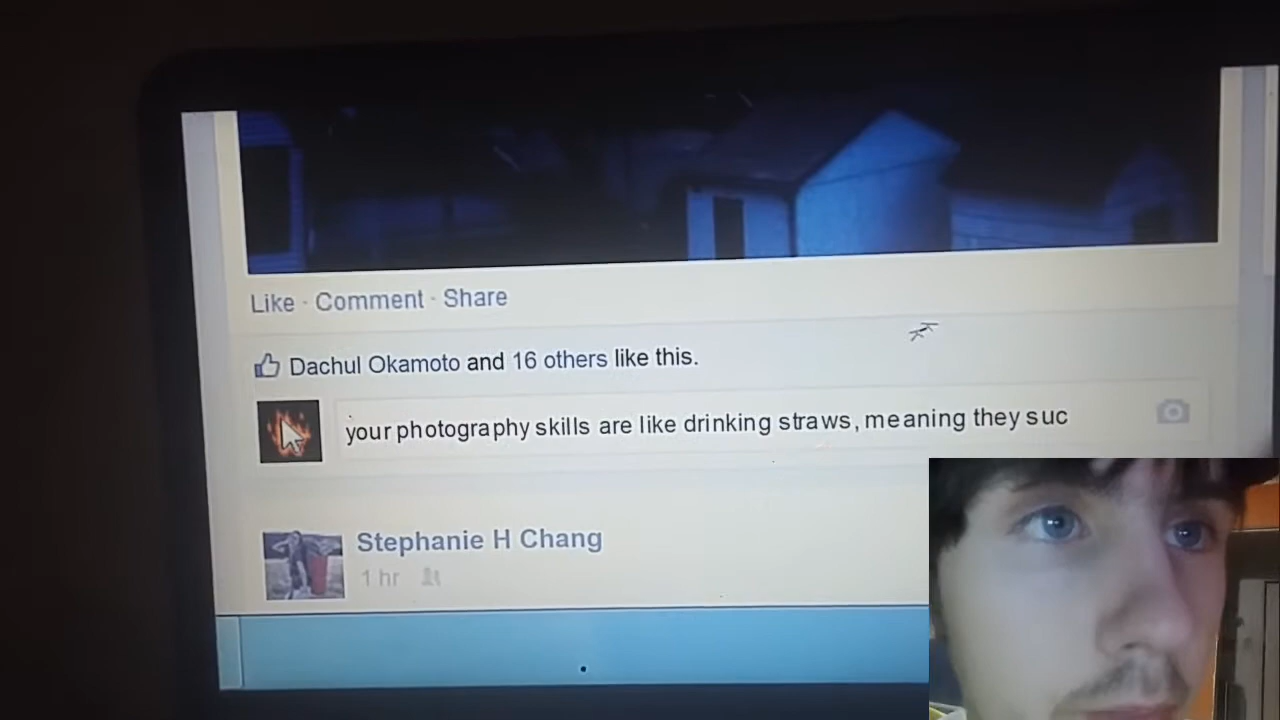 Like · Comment · Share
Dachul Okamoto and 16 others like this.
your photography skills are like drinking straws, meaning they suc
Stephanie H Chang
1 hr